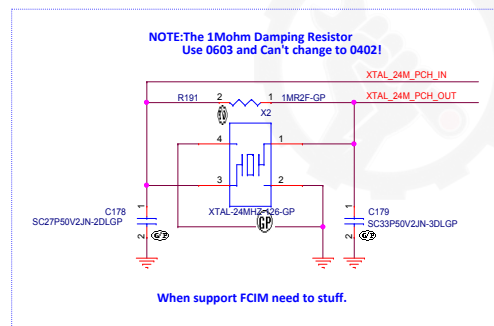 NOTE:The 1Mohm Damping Resistor
Use 0603 and Can't change to 0402!
XTAL_24M_PCH_IN
R191 2 1 1MR2F-GP XTAL_24M_PCH_OUT
X2
4 1
3 2
XTAL-24MHZ-126-GP
GP
C178 1
SC27P50V2JN-2DLGP
2
1 C179
SC33P50V2JN-3DLGP
2
When support FCIM need to stuff.